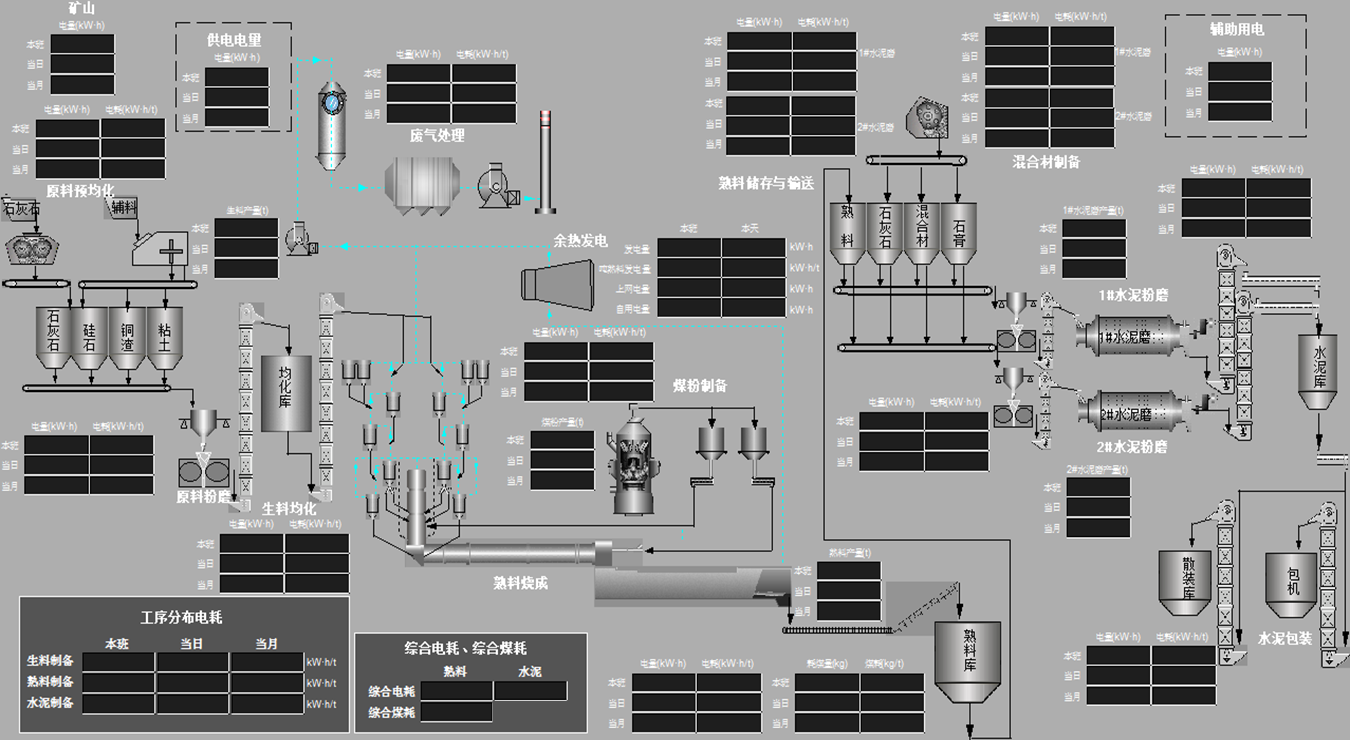 矿山
电量(kW·h)
本班
当日
当月
供电电量
电量(kW·h)
本班
当日
当月
电量(kW·h) 电耗(kW·h/t)
本班
当日
当月
废气处理
电量(kW·h) 电耗(kW·h/t)
本班
当日
当月
1#水泥磨
本班
当日
当月
2#水泥磨
熟料储存与输送
电量(kW·h) 电耗(kW·h/t)
本班
当日
当月
1#水泥磨
本班
当日
当月
2#水泥磨
混合材制备
辅助用电
电量(kW·h)
本班
当日
当月
电量(kW·h) 电耗(kW·h/t)
本班
当日
当月
原料预均化
石灰石
辅料
生料产量(t)
本班
当日
当月
余热发电
本班 本天
发电量 kW·h
吨熟料发电量 kW·h/t
上网电量 kW·h
自用电量 kW·h
熟料
石灰石
混合材
石膏
1#水泥磨产量(t)
本班
当日
当月
电量(kW·h) 电耗(kW·h/t)
本班
当日
当月
1#水泥粉磨
1#水泥磨
2#水泥磨
2#水泥粉磨
水泥库
石灰石
硅石
铜渣
粘土
均化库
电量(kW·h) 电耗(kW·h/t)
本班
当日
当月
煤粉制备
煤粉产量(t)
本班
当日
当月
电量(kW·h) 电耗(kW·h/t)
本班
当日
当月
2#水泥磨产量(t)
本班
当日
当月
电量(kW·h) 电耗(kW·h/t)
本班
当日
当月
原料粉磨
生料均化
电量(kW·h) 电耗(kW·h/t)
本班
当日
当月
熟料烧成
熟料产量(t)
本班
当日
当月
散装库
包机
水泥包装
熟料库
工序分布电耗
本班 当日 当月
生料制备 kW·h/t
熟料制备 kW·h/t
水泥制备 kW·h/t
综合电耗、综合煤耗
熟料 水泥
综合电耗
综合煤耗
电量(kW·h) 电耗(kW·h/t)
本班
当日
当月
耗煤量(kg) 煤耗(kg/t)
本班
当日
当月
电量(kW·h) 电耗(kW·h/t)
本班
当日
当月